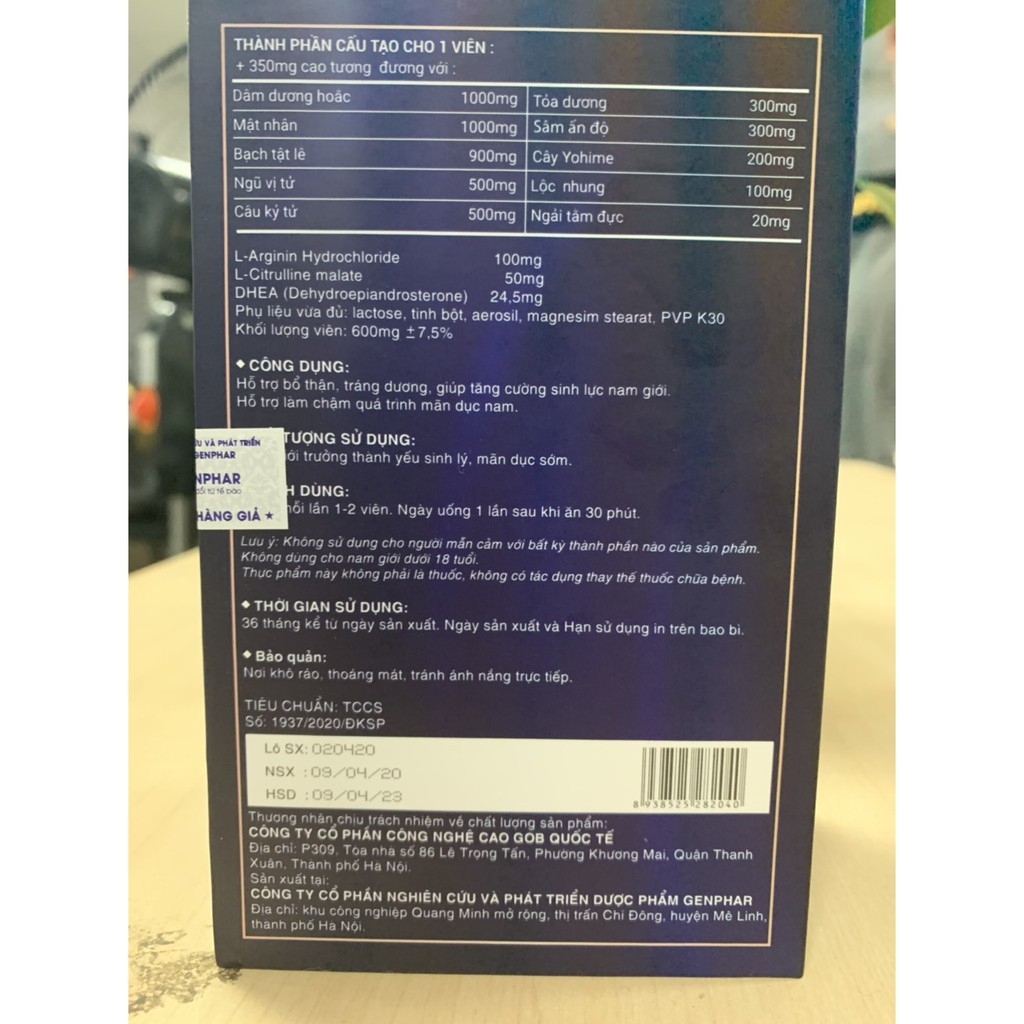 THÀNH PHẦN CẤU TẠO CHO 1 VIÊN :
+ 350mg cao tương đương với :
Dâm dương hoắc 1000mg Tỏa dương 300mg
Mật nhân 1000mg Sâm ấn độ 300mg
Bạch tật lê 900mg Cây Yohime 200mg
Ngũ vị tử 500mg Lộc nhung 100mg
Câu kỷ tử 500mg Ngải tâm đực 20mg
L-Arginin Hydrochloride 100mg
L-Citrulline malate 50mg
DHEA (Dehydroepiandrosterone) 24,5mg
Phụ liệu vừa đủ: lactose, tinh bột, aerosil, magnesim stearat, PVP K30
Khối lượng viên: 600mg ±7,5%
◆ CÔNG DỤNG:
Hỗ trợ bổ thận, tráng dương, giúp tăng cường sinh lực nam giới.
Hỗ trợ làm chậm quá trình mãn dục nam.
TƯỢNG SỬ DỤNG:
ới trưởng thành yếu sinh lý, mãn dục sớm.
H DÙNG:
ỗi lần 1-2 viên. Ngày uống 1 lần sau khi ăn 30 phút.
U VÀ PHÁT TRIỂN
GENPHAR
NPHAR
đổi từ tế bào
HÀNG GIẢ ★
Lưu ý: Không sử dụng cho người mẫn cảm với bất kỳ thành phần nào của sản phẩm.
Không dùng cho nam giới dưới 18 tuổi.
Thực phẩm này không phải là thuốc, không có tác dụng thay thế thuốc chữa bệnh.
◆ THỜI GIAN SỬ DỤNG:
36 tháng kể từ ngày sản xuất. Ngày sản xuất và Hạn sử dụng in trên bao bì.
◆ Bảo quản:
Nơi khô ráo, thoáng mát, tránh ánh nắng trực tiếp.
TIÊU CHUẨN: TCCS
Số: 1937/2020/ĐKSP
Lô SX: 020420
NSX : 09/04/20
HSD : 09/04/23
8 938525 282040
Thương nhân chịu trách nhiệm về chất lượng sản phẩm:
CÔNG TY CỔ PHẦN CÔNG NGHỆ CAO GOB QUỐC TẾ
Địa chỉ: P309, Tòa nhà số 86 Lê Trọng Tấn, Phường Khương Mai, Quận Thanh
Xuân, Thành phố Hà Nội.
Sản xuất tại:
CÔNG TY CỔ PHẦN NGHIÊN CỨU VÀ PHÁT TRIỂN DƯỢC PHẨM GENPHAR
Địa chỉ: khu công nghiệp Quang Minh mở rộng, thị trấn Chi Đông, huyện Mê Linh,
thành phố Hà Nội.